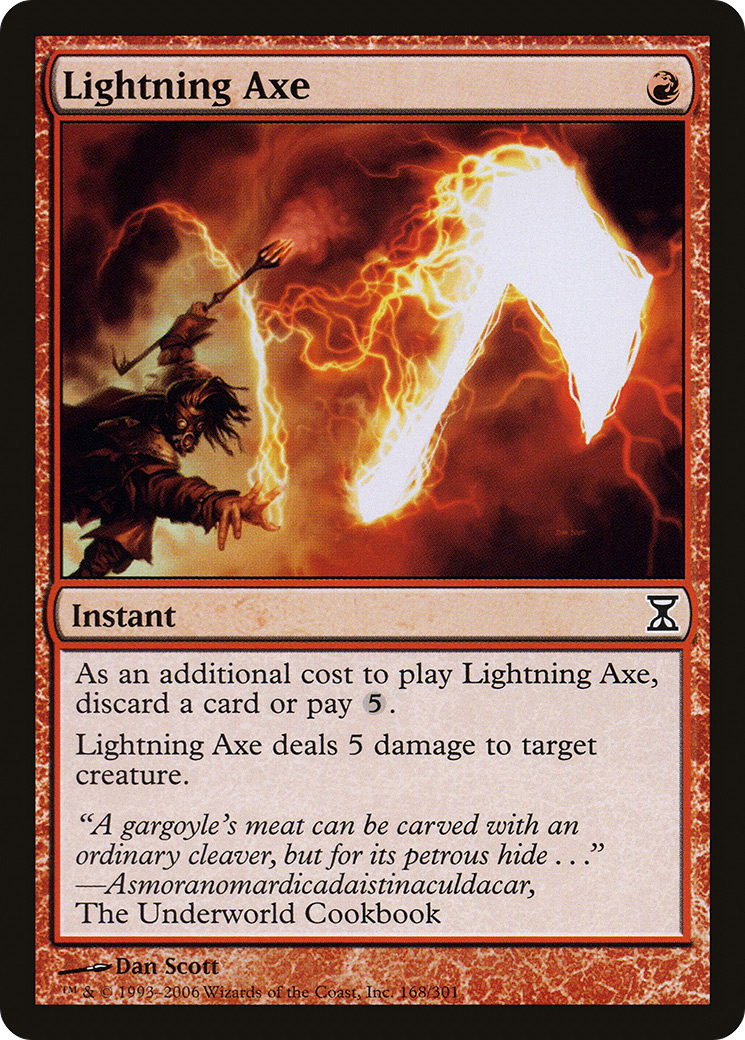 Lightning Axe
Instant
As an additional cost to play Lightning Axe,
discard a card or pay 5.
Lightning Axe deals 5 damage to target
creature.
“A gargoyle’s meat can be carved with an
ordinary cleaver, but for its petrous hide . . .”
—Asmoranomardicadaistinaculdacar,
The Underworld Cookbook
Dan Scott
™ & © 1993–2006 Wizards of the Coast, Inc. 168/301